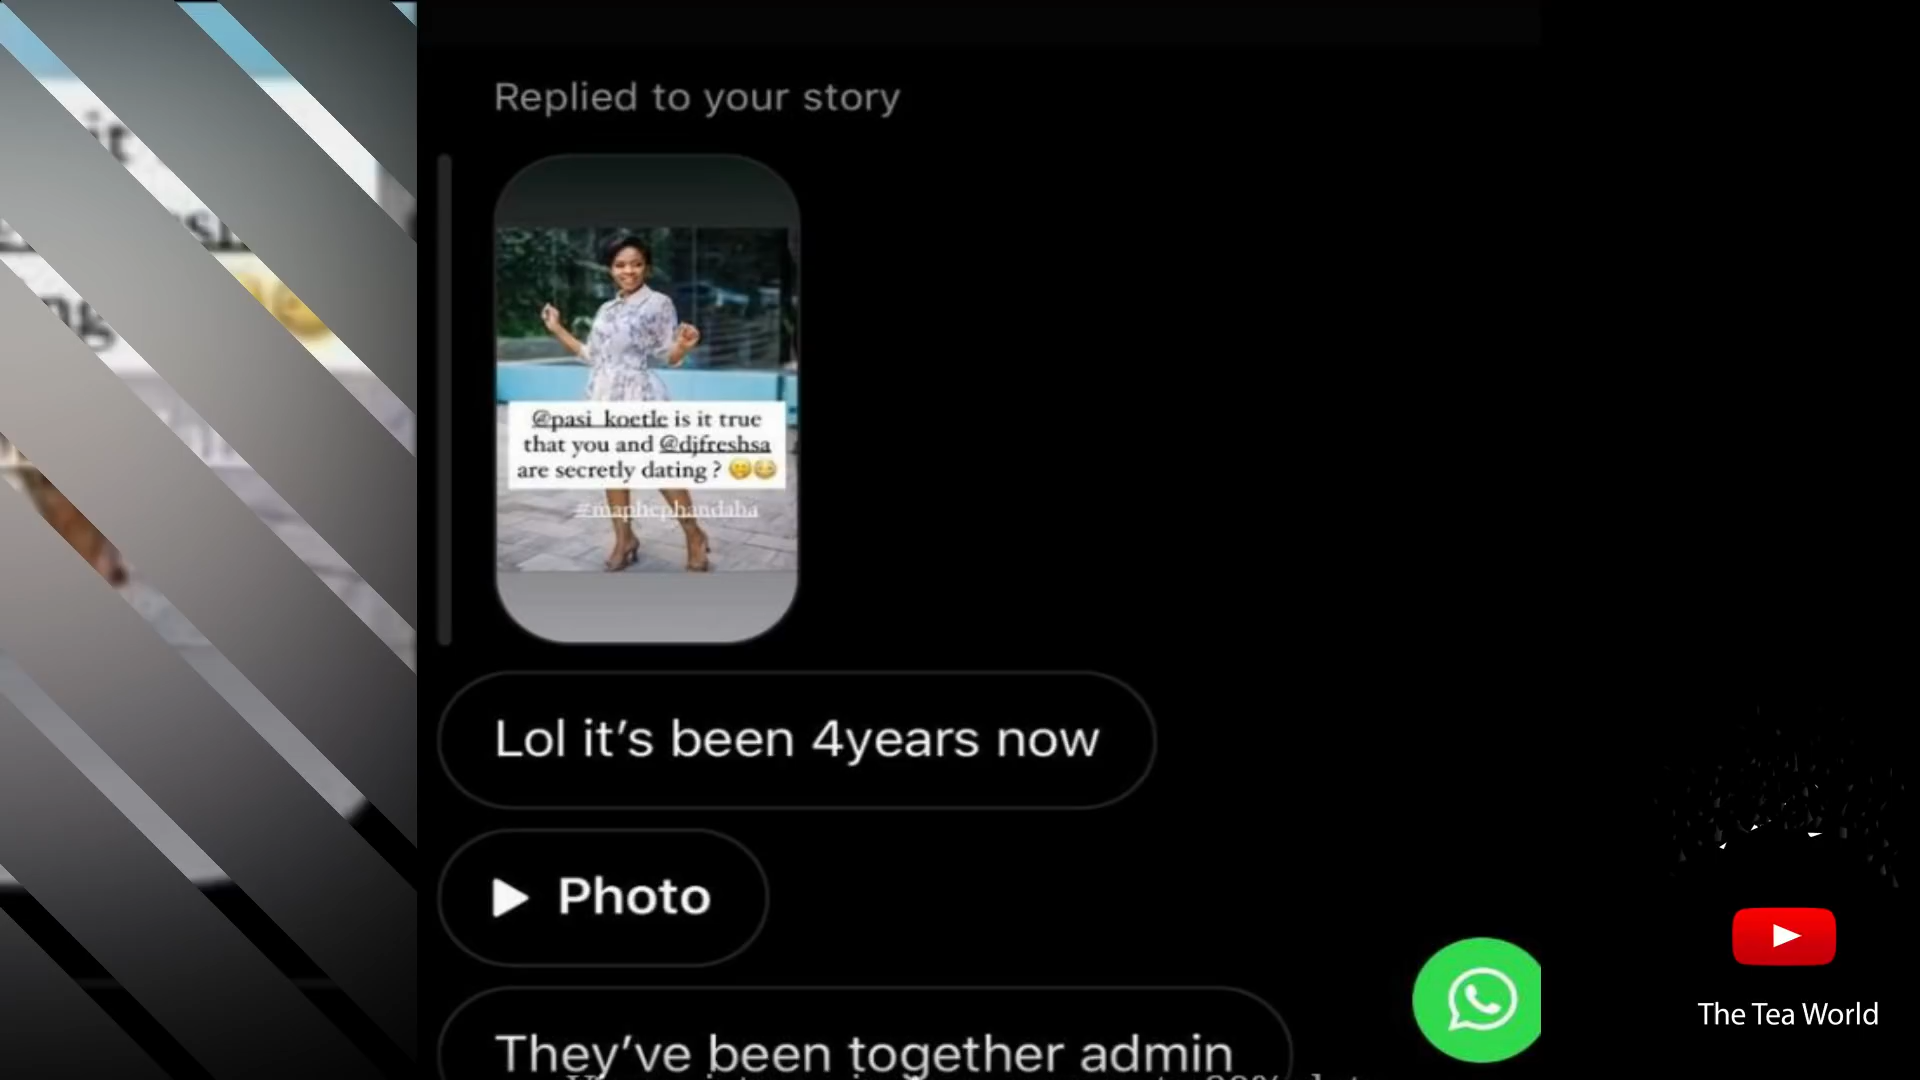 Replied to your story
@pasi_koetle is it true
that you and @djfreshsa
are secretly dating ? 🤫😳
#maphephandaba
Lol it’s been 4years now
Photo
They’ve been together admin
The Tea World